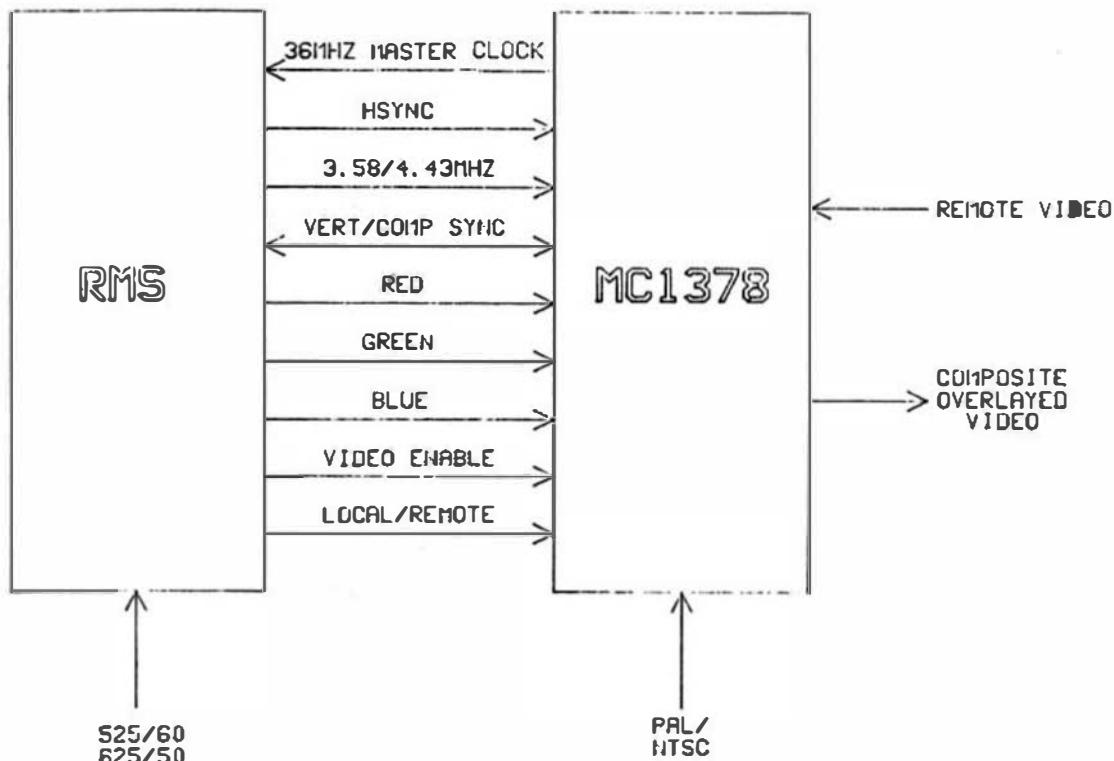 36MHZ MASTER CLOCK
HSYNC
3.58/4.43MHZ
VERT/COMP SYNC
RED
GREEN
BLUE
VIDEO ENABLE
LOCAL/REMOTE
RMS
MC1378
REMOTE VIDEO
COMPOSITE
OVERLAYED
VIDEO
525/60
625/50
PAL/
NTSC